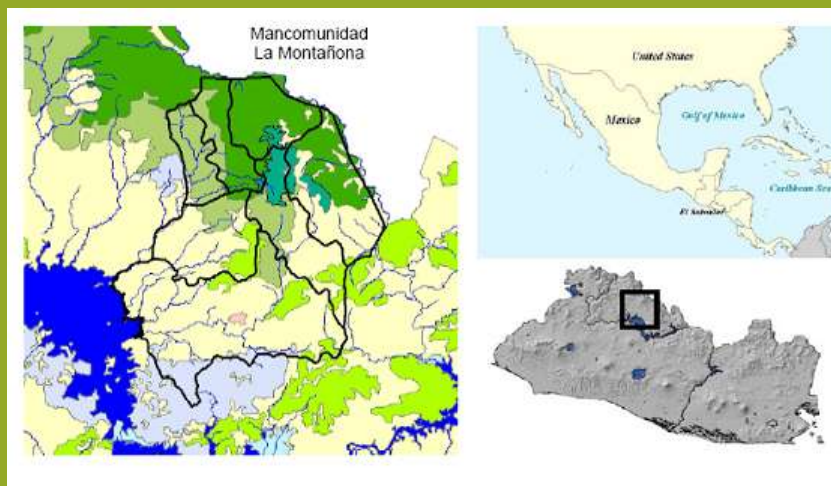 Mancomunidad
La Montañona
United States
Mexico
Gulf of Mexico
Caribbean Sea
El Salvador